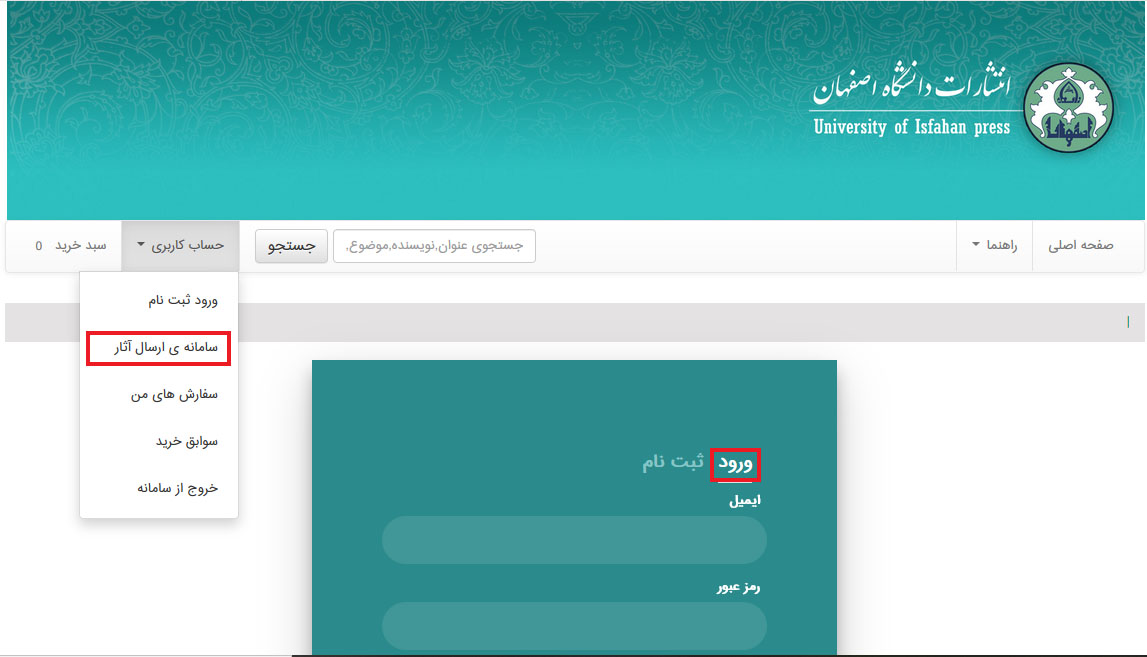 انتشارات دانشگاه اصفهان
University of Isfahan press
صفحه اصلی
راهنما
جستجوی عنوان,نویسنده,موضوع,
جستجو
حساب کاربری
سبد خرید 0
ورود ثبت نام
سامانه ی ارسال آثار
سفارش های من
سوابق خرید
خروج از سامانه
|
ورود ثبت نام
ایمیل
رمز عبور